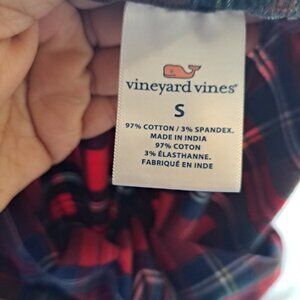 vineyard vines®
S
97% COTTON / 3% SPANDEX.
MADE IN INDIA
97% COTON
3% ÉLASTHANNE.
FABRIQUÉ EN INDE